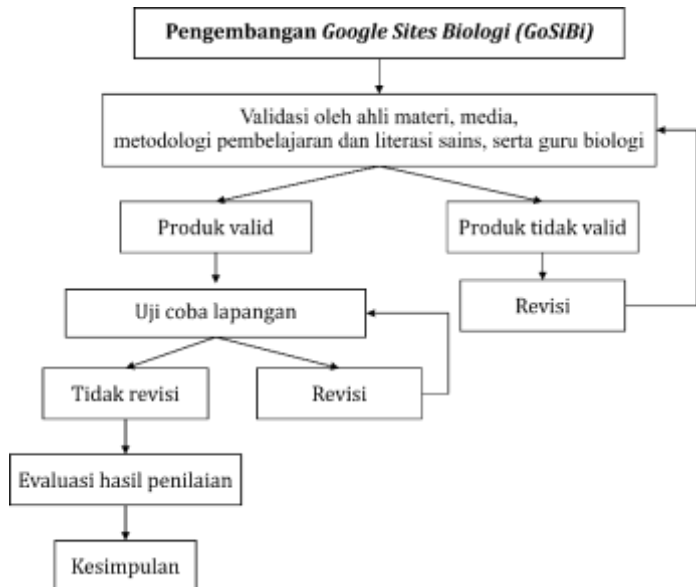 Pengembangan Google Sites Biologi (GoSiBi)
Validasi oleh ahli materi, media,
metodologi pembelajaran dan literasi sains, serta guru biologi
Produk valid
Produk tidak valid
Uji coba lapangan
Revisi
Tidak revisi
Revisi
Evaluasi hasil penilaian
Kesimpulan